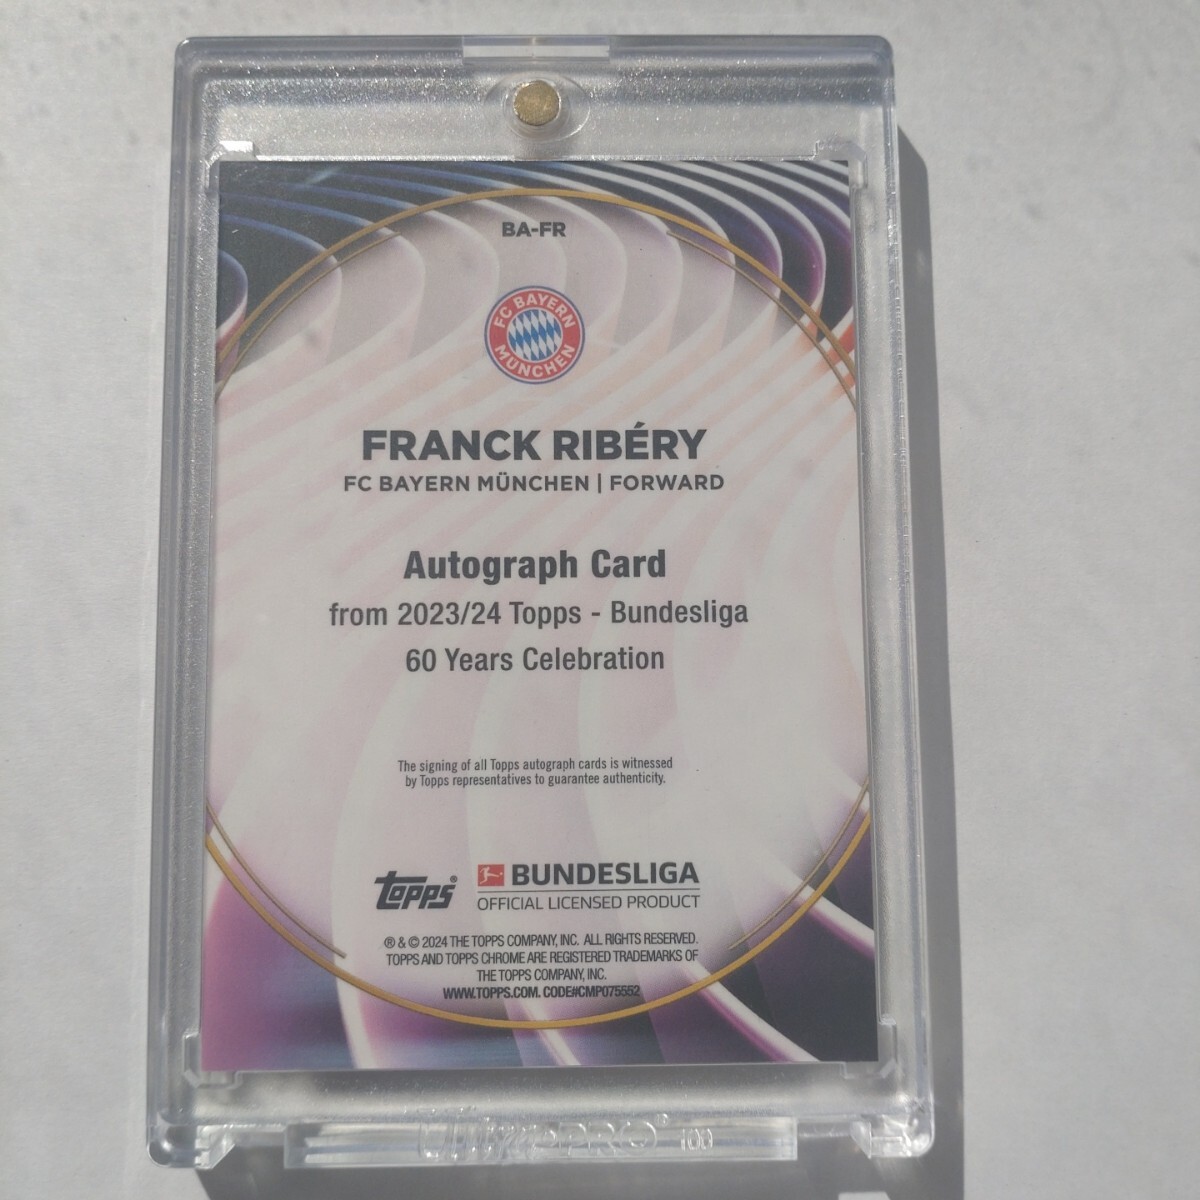 BA-FR
FC BAYERN
MÜNCHEN
FRANCK RIBÉRY
FC BAYERN MÜNCHEN | FORWARD
Autograph Card
from 2023/24 Topps - Bundesliga
60 Years Celebration
The signing of all Topps autograph cards is witnessed
by Topps representatives to guarantee authenticity.
topps®
BUNDESLIGA
OFFICIAL LICENSED PRODUCT
® & © 2024 THE TOPPS COMPANY, INC. ALL RIGHTS RESERVED.
TOPPS AND TOPPS CHROME ARE REGISTERED TRADEMARKS OF
THE TOPPS COMPANY, INC.
WWW.TOPPS.COM. CODE#CMP075552
ULTRA PRO® 100